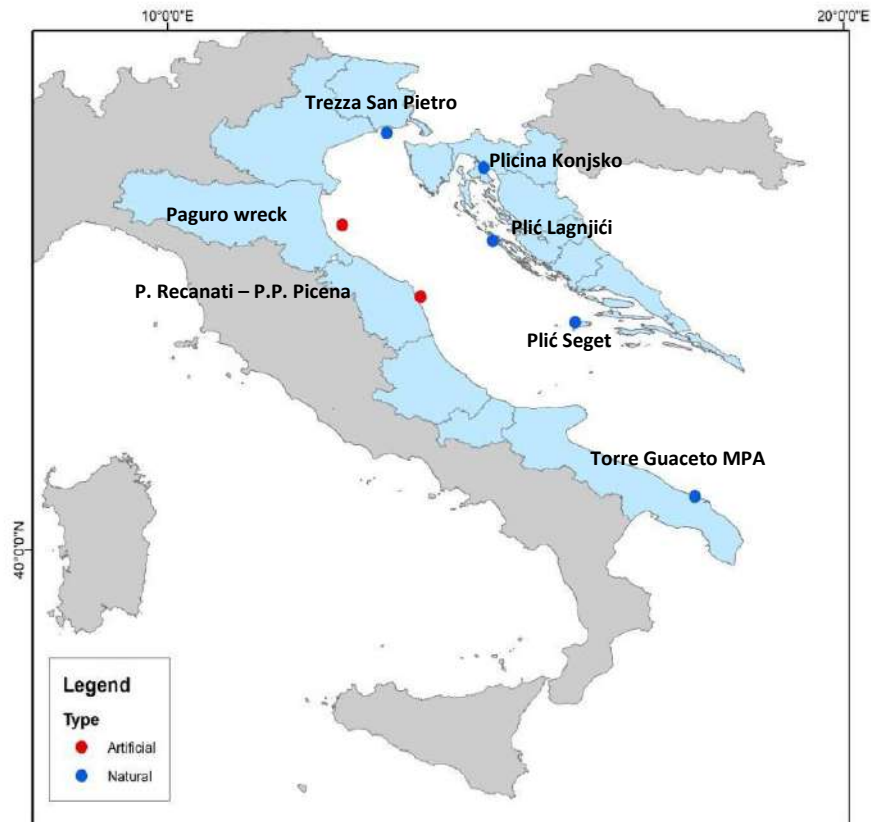 10°0'0"E
20°0'0"E
Trezza San Pietro
Plicina Konjsko
Paguro wreck
Plić Lagnjići
P. Recanati – P.P. Picena
Plić Seget
Torre Guaceto MPA
40°0'0"N
Legend
Type
Artificial
Natural